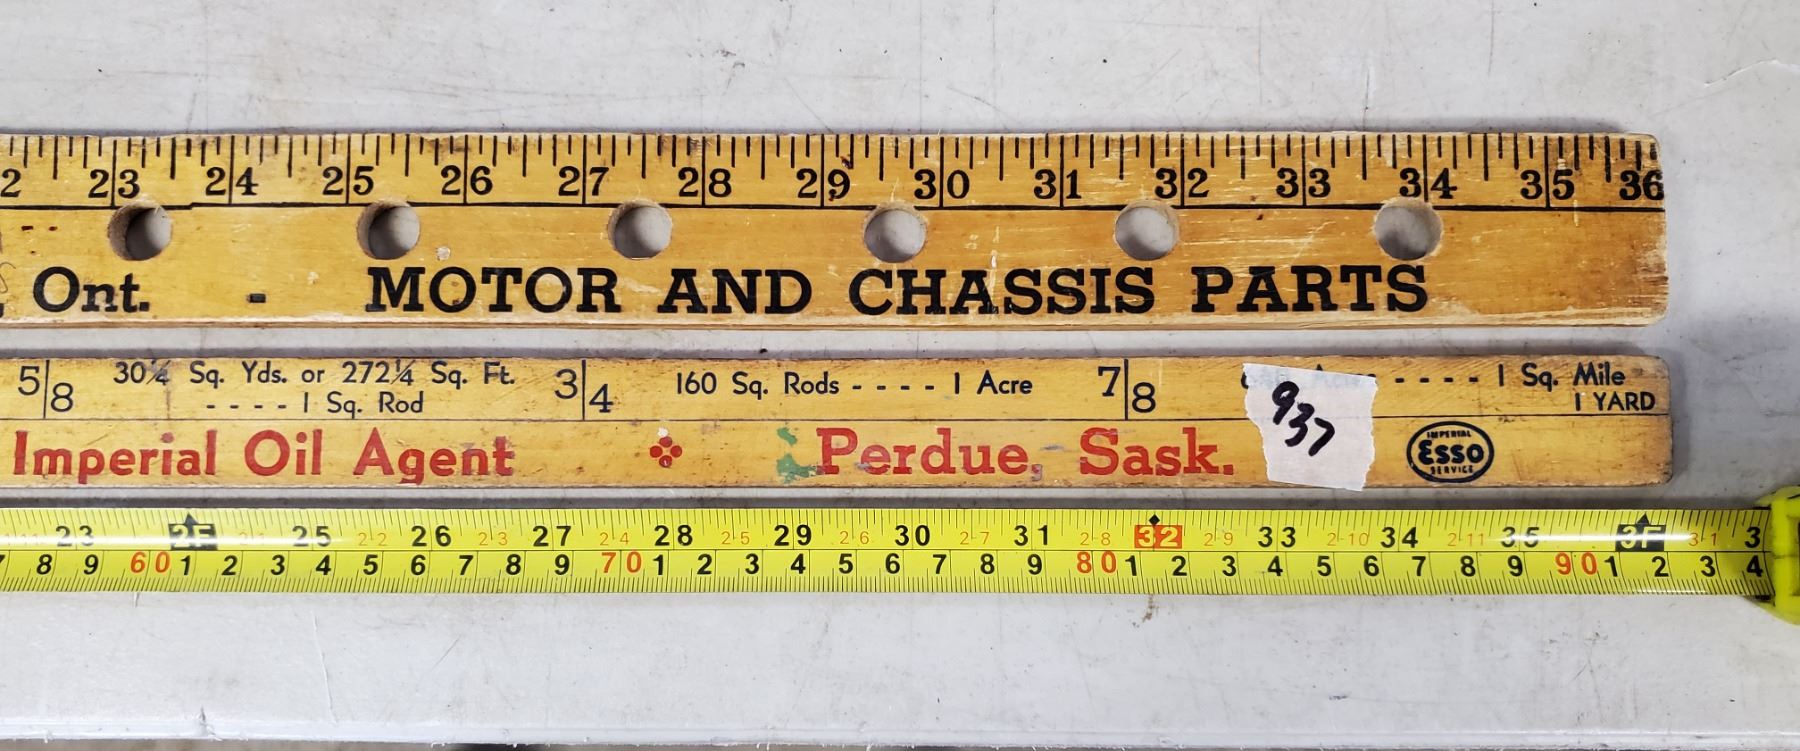 2 23 24 25 26 27 28 29 30 31 32 33 34 35 36
, Ont. - MOTOR AND CHASSIS PARTS
5/8 30¼ Sq. Yds. or 272¼ Sq. Ft. 3/4 160 Sq. Rods - - - - 1 Acre 7/8 - - - - 1 Sq. Mile
- - - - 1 Sq. Rod 1 YARD
937
Imperial Oil Agent Perdue, Sask.
IMPERIAL
Esso
SERVICE
23 2F 2-1 25 2-2 26 2-3 27 2-4 28 2-5 29 2-6 30 2-7 31 2-8 32 2-9 33 2-10 34 2-11 35 3F 3-1 3
8 9 60 1 2 3 4 5 6 7 8 9 70 1 2 3 4 5 6 7 8 9 80 1 2 3 4 5 6 7 8 9 90 1 2 3 4